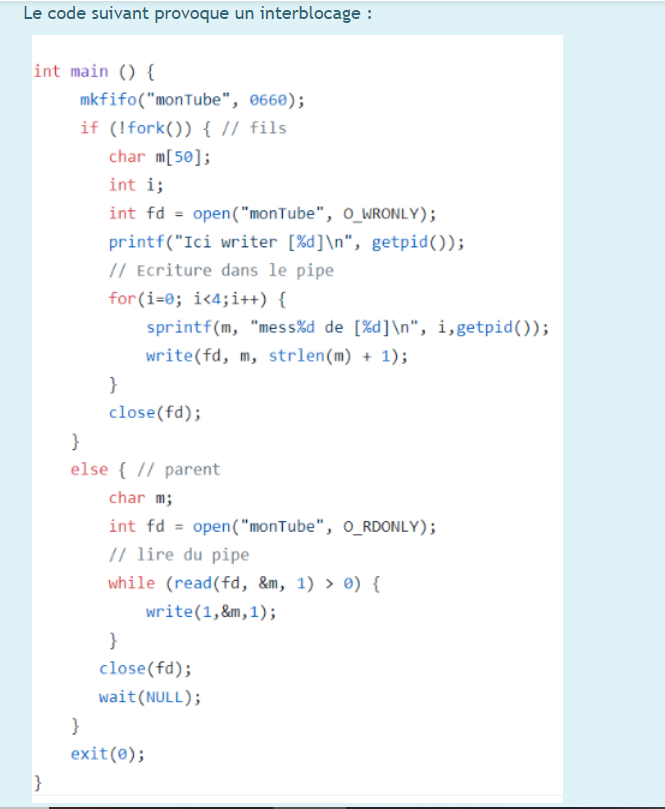 Le code suivant provoque un interblocage :
int main () {
mkfifo("monTube", 0660);
if (!fork()) { // fils
char m[50];
int i;
int fd = open("monTube", O_WRONLY);
printf("Ici writer [%d]\n", getpid());
// Ecriture dans le pipe
for(i=0; i<4;i++) {
sprintf(m, "mess%d de [%d]\n", i,getpid());
write(fd, m, strlen(m) + 1);
}
close(fd);
}
else { // parent
char m;
int fd = open("monTube", O_RDONLY);
// lire du pipe
while (read(fd, &m, 1) > 0) {
write(1,&m,1);
}
close(fd);
wait(NULL);
}
exit(0);
}